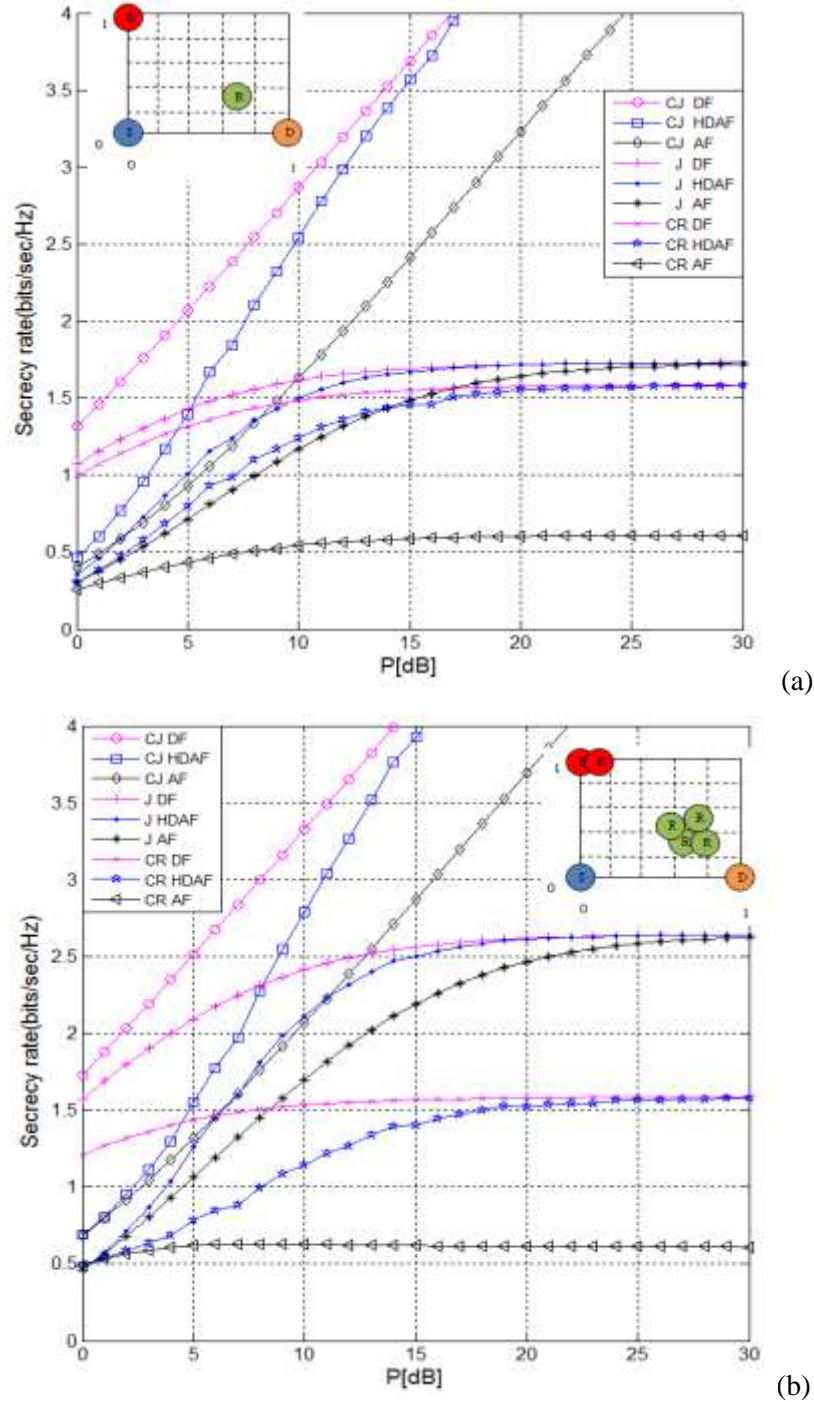 4
3.5
3
2.5
2
1.5
1
0.5
0
Secrecy rate(bits/sec/Hz)
1
0
0
1
R
D
CJ DF
CJ HDAF
CJ AF
J DF
J HDAF
J AF
CR DF
CR HDAF
CR AF
0 5 10 15 20 25 30
P[dB]
(a)
4
3.5
3
2.5
2
1.5
1
0.5
0
Secrecy rate(bits/sec/Hz)
CJ DF
CJ HDAF
CJ AF
J DF
J HDAF
J AF
CR DF
CR HDAF
CR AF
1
0
0
1
E E
R R
R R
D
0 5 10 15 20 25 30
P[dB]
(b)